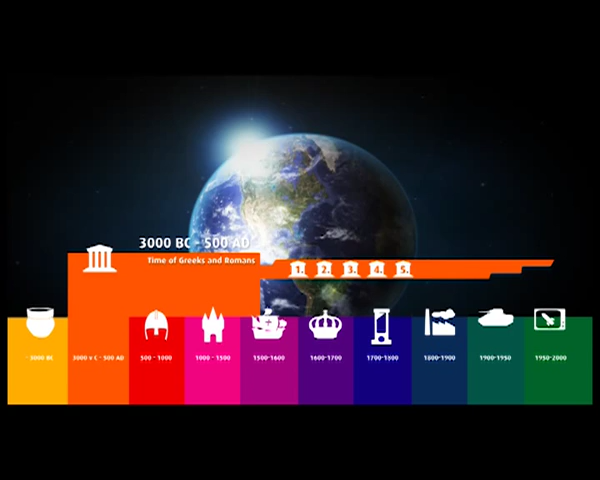 3000 BC - 500 AD
Time of Greeks and Romans
1. 2. 3. 4. 5.
- 3000 BC
3000 v C - 500 AD
500 - 1000
1000 - 1500
1500-1600
1600-1700
1700-1800
1800-1900
1900-1950
1950-2000